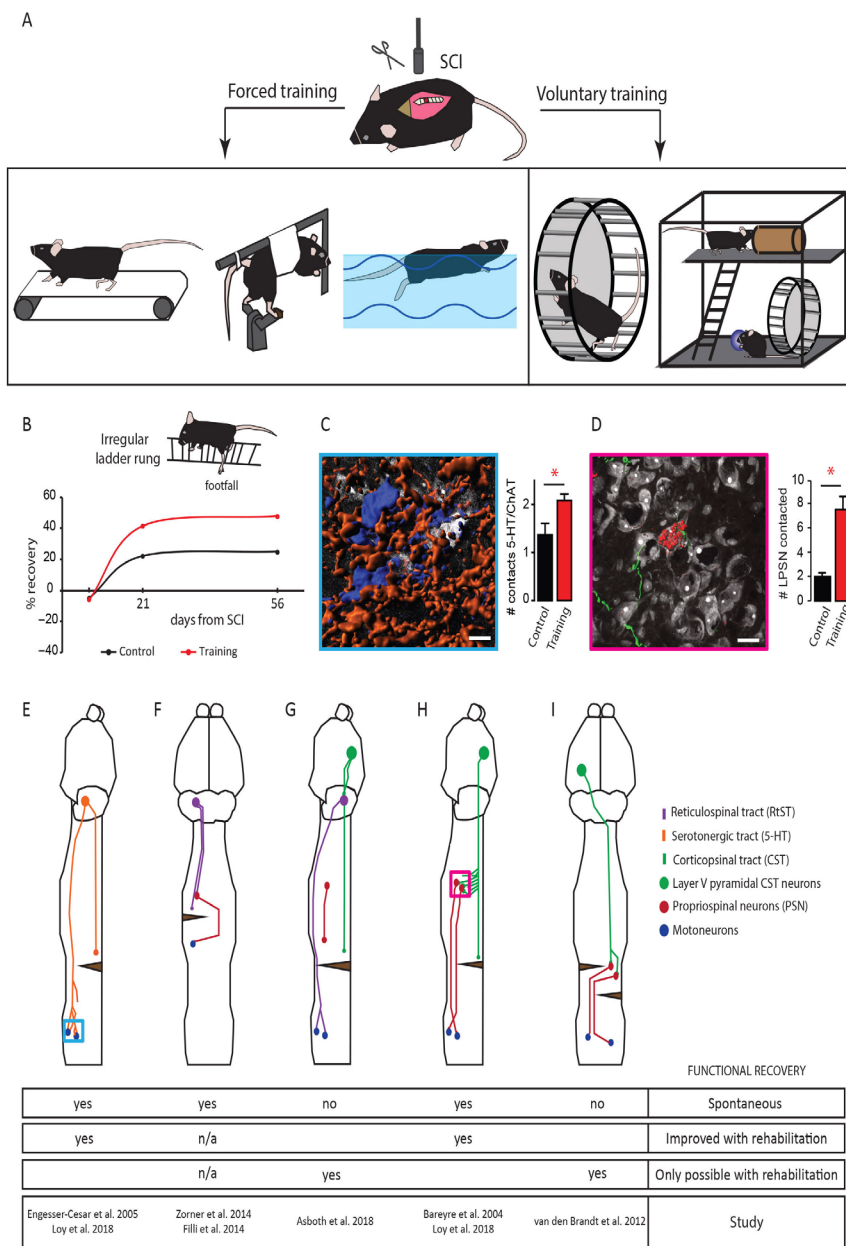 A
SCI
Forced training
Voluntary training
B
Irregular
ladder rung
footfall
% recovery
60
40
20
0
−20
−40
21
56
days from SCI
Control
Training
C
# contacts 5-HT/ChAT
2
1
0
*
Control
Training
D
# LPSN contacted
10
8
6
4
2
0
*
Control
Training
E
F
G
H
I
Reticulospinal tract (RtST)
Serotonergic tract (5-HT)
Corticopsinal tract (CST)
Layer V pyramidal CST neurons
Propriospinal neurons (PSN)
Motoneurons
FUNCTIONAL RECOVERY
yes yes no yes no Spontaneous
yes n/a yes Improved with rehabilitation
n/a yes yes Only possible with rehabilitation
Engesser-Cesar et al. 2005
Loy et al. 2018
Zorner et al. 2014
Filli et al. 2014
Asboth et al. 2018
Bareyre et al. 2004
Loy et al. 2018
van den Brandt et al. 2012
Study